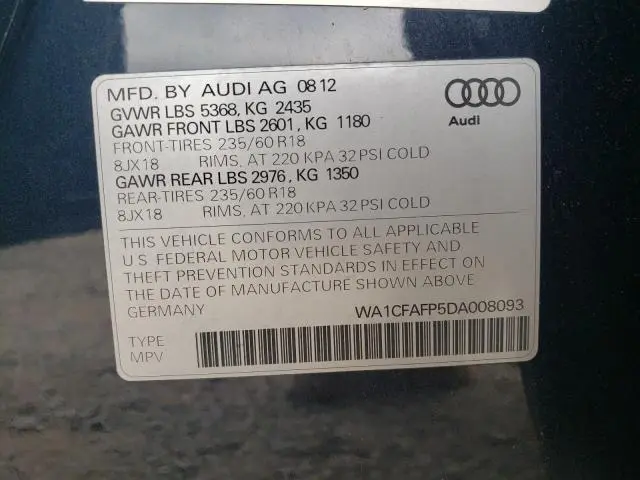 MFD. BY AUDI AG 0812
GVWR LBS 5368, KG 2435
GAWR FRONT LBS 2601, KG 1180
FRONT-TIRES 235/60 R18
8JX18 RIMS, AT 220 KPA 32 PSI COLD
GAWR REAR LBS 2976, KG 1350
REAR-TIRES 235/60 R18
8JX18 RIMS, AT 220 KPA 32 PSI COLD
Audi
THIS VEHICLE CONFORMS TO ALL APPLICABLE
U.S. FEDERAL MOTOR VEHICLE SAFETY AND
THEFT PREVENTION STANDARDS IN EFFECT ON
THE DATE OF MANUFACTURE SHOWN ABOVE
GERMANY WA1CFAFP5DA008093
TYPE
MPV